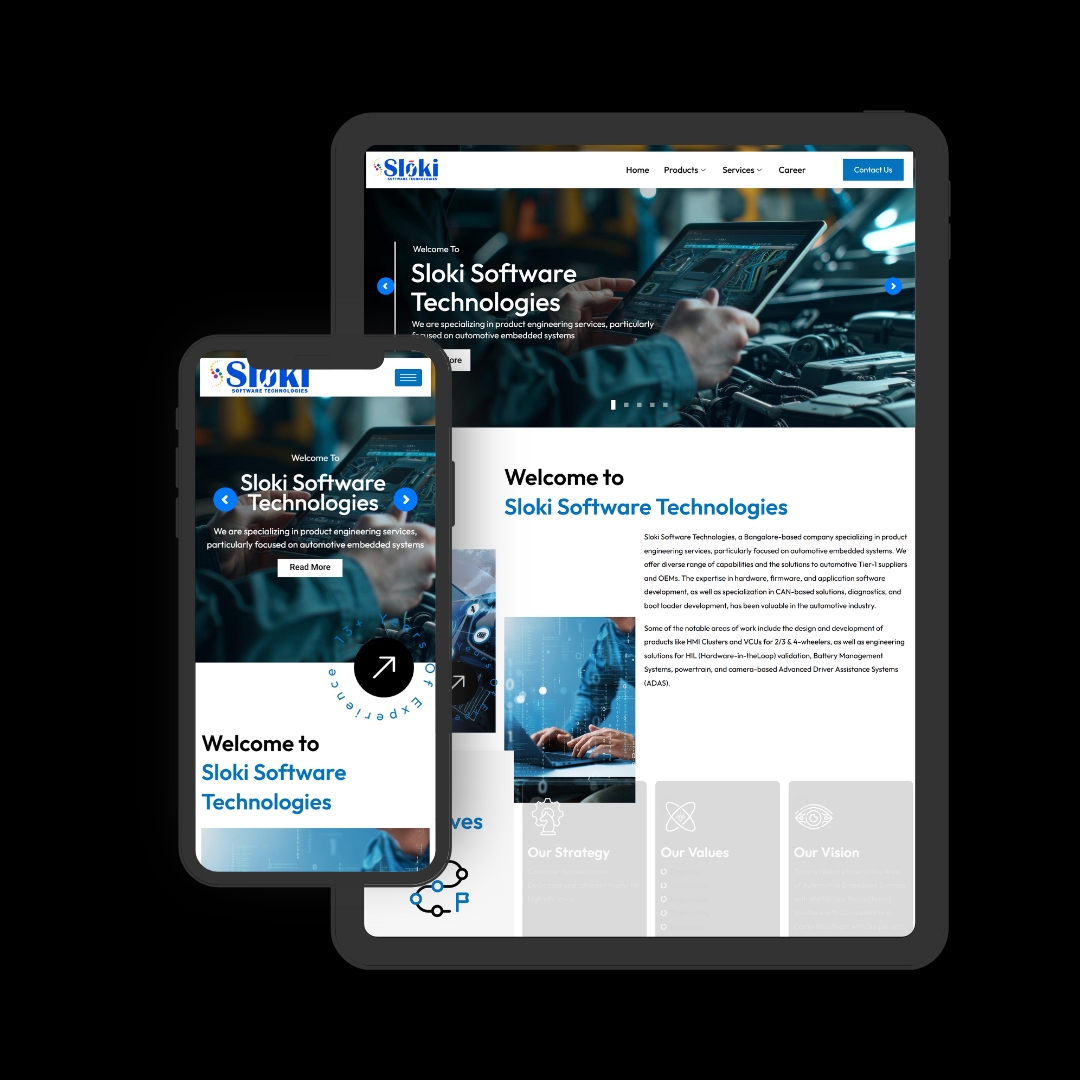 Slõki
SOFTWARE TECHNOLOGIES
Home
Products
Services
Career
Contact Us
Welcome To
Sloki Software
Technologies
We are specializing in product engineering services, particularly
focused on automotive embedded systems
Welcome to
Sloki Software Technologies
Sloki Software Technologies, a Bangalore-based company specializing in product
engineering services, particularly focused on automotive embedded systems. We
offer diverse range of capabilities and the solutions to automotive Tier-1 suppliers
and OEMs. The expertise in hardware, firmware, and application software
development, as well as specialization in CAN-based solutions, diagnostics, and
boot loader development, has been valuable in the automotive industry.
Some of the notable areas of work include the design and development of
products like HMI Clusters and VCUs for 2/3 & 4-wheelers, as well as engineering
solutions for HIL (Hardware-in-theLoop) validation, Battery Management
Systems, powertrain, and camera-based Advanced Driver Assistance Systems
(ADAS).
Our Strategy
Our Values
Our Vision
SOFTWARE TECHNOLOGIES
Welcome To
Sloki Software
Technologies
We are specializing in product engineering services,
particularly focused on automotive embedded systems
Read More
Of Experience
Welcome to
Sloki Software
Technologies